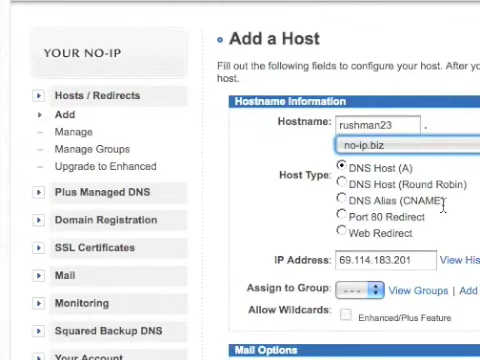 YOUR NO-IP
Hosts / Redirects
Add
Manage
Manage Groups
Upgrade to Enhanced
Plus Managed DNS
Domain Registration
SSL Certificates
Mail
Monitoring
Squared Backup DNS
Your Account
Add a Host
Fill out the following fields to configure your host. After yo
host.
Hostname Information
Hostname: rushman23 .
no-ip.biz
Host Type: DNS Host (A)
DNS Host (Round Robin)
DNS Alias (CNAME)
Port 80 Redirect
Web Redirect
IP Address: 69.114.183.201 View His
Assign to Group: --- View Groups | Add
Allow Wildcards: Enhanced/Plus Feature
Mail Options